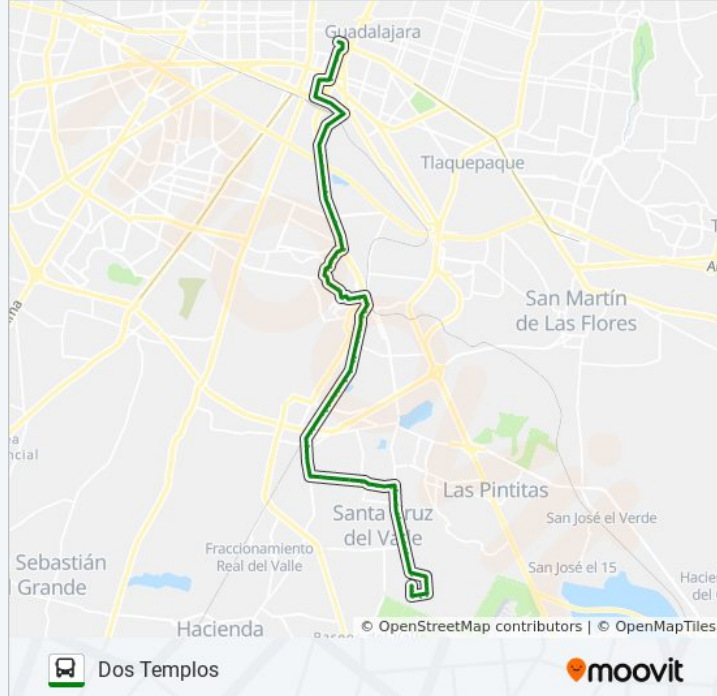 Guadalajara
Tlaquepaque
San Martín
de Las Flores
Las Pintitas
Santa Cruz
del Valle
San José el Verde
Fraccionamiento
Real del Valle
San José el 15
Sebastián
l Grande
Hacienda
© OpenStreetMap contributors | © OpenMapTiles
Dos Templos
moovit